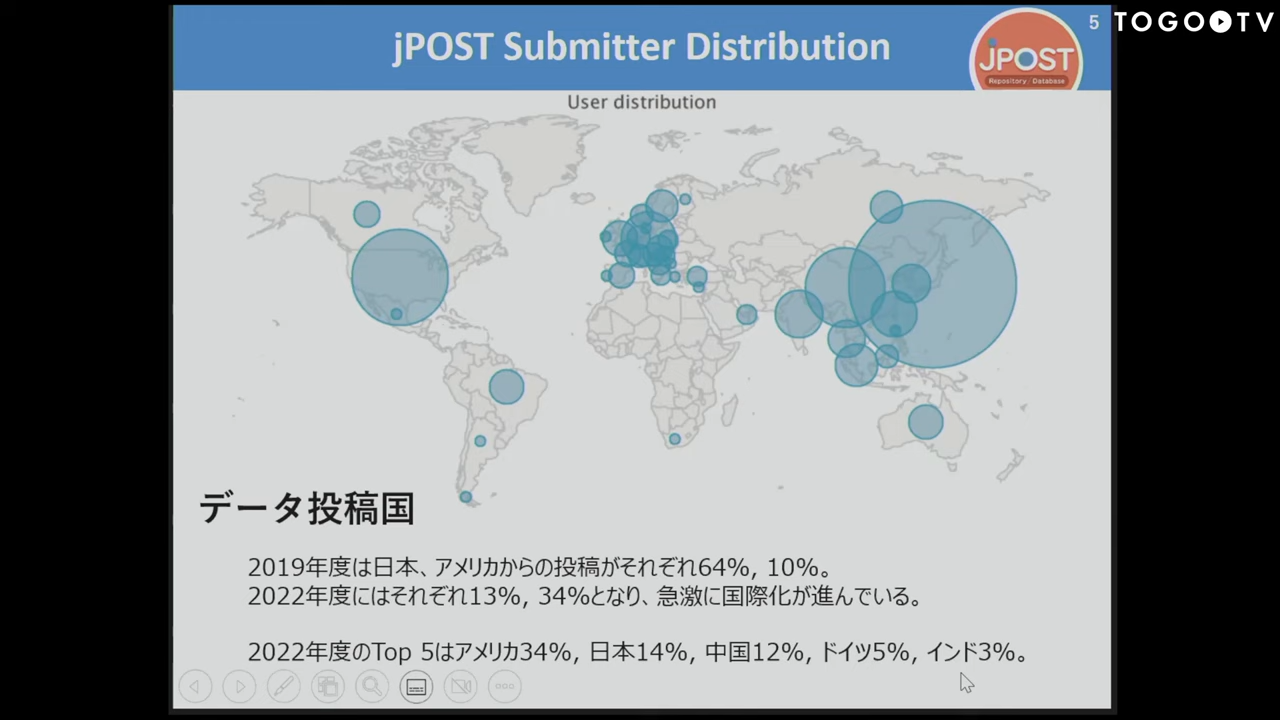 jPOST Submitter Distribution
5
TOGO TV
jPOST
Repository / Database
User distribution
データ投稿国
2019年度は日本、アメリカからの投稿がそれぞれ64%, 10%。
2022年度にはそれぞれ13%, 34%となり、急激に国際化が進んでいる。
2022年度のTop 5はアメリカ34%, 日本14%, 中国12%, ドイツ5%, インド3%。